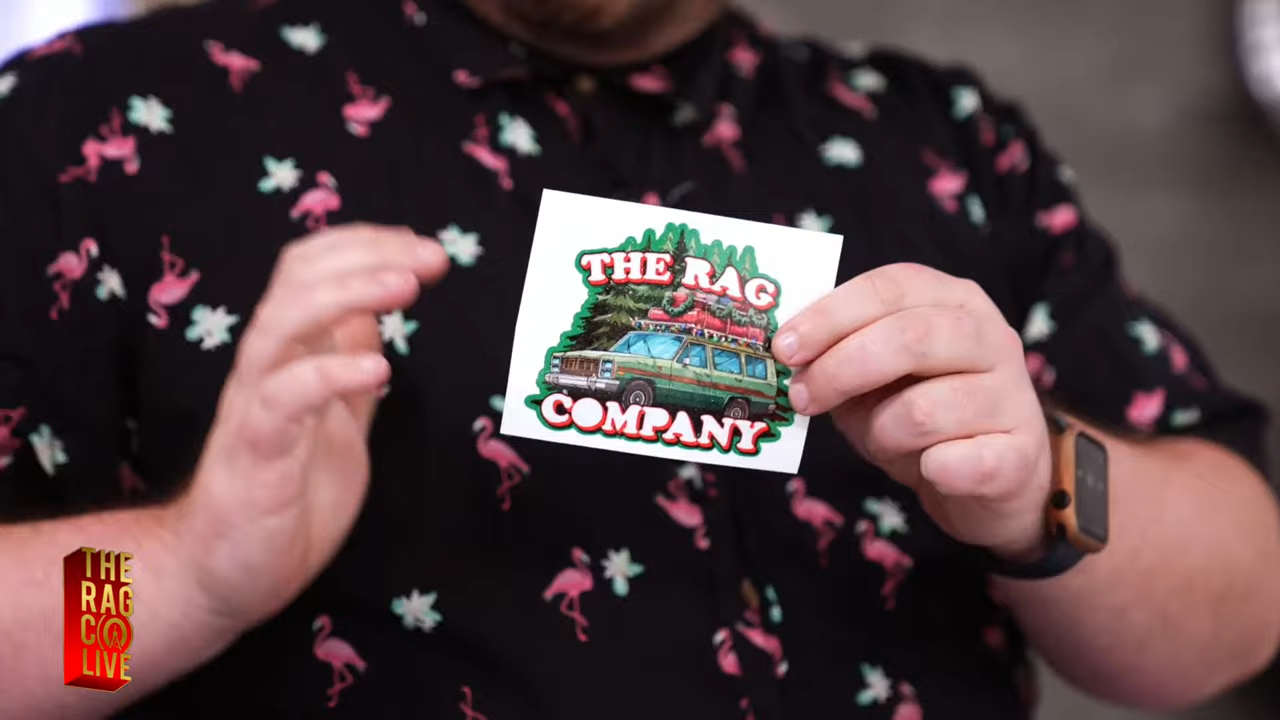 THE RAG
COMPANY
THE
RAG
CO
LIVE